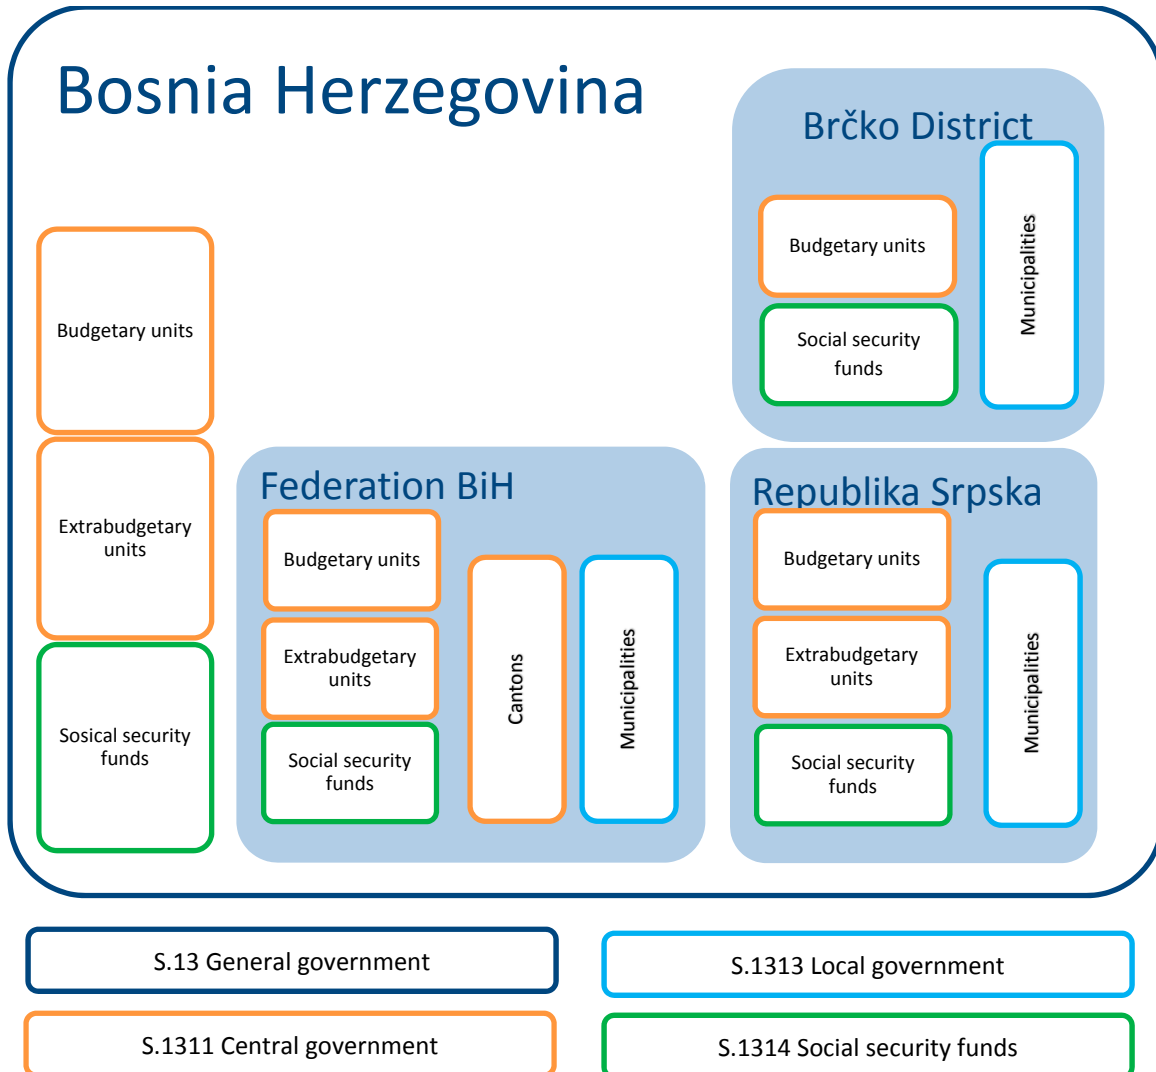 Bosnia Herzegovina
Budgetary units
Extrabudgetary
units
Sosical security
funds
Brčko District
Budgetary units
Social security
funds
Municipalities
Federation BiH
Budgetary units
Extrabudgetary
units
Social security
funds
Cantons
Municipalities
Republika Srpska
Budgetary units
Extrabudgetary
units
Social security
funds
Municipalities
S.13 General government
S.1313 Local government
S.1311 Central government
S.1314 Social security funds